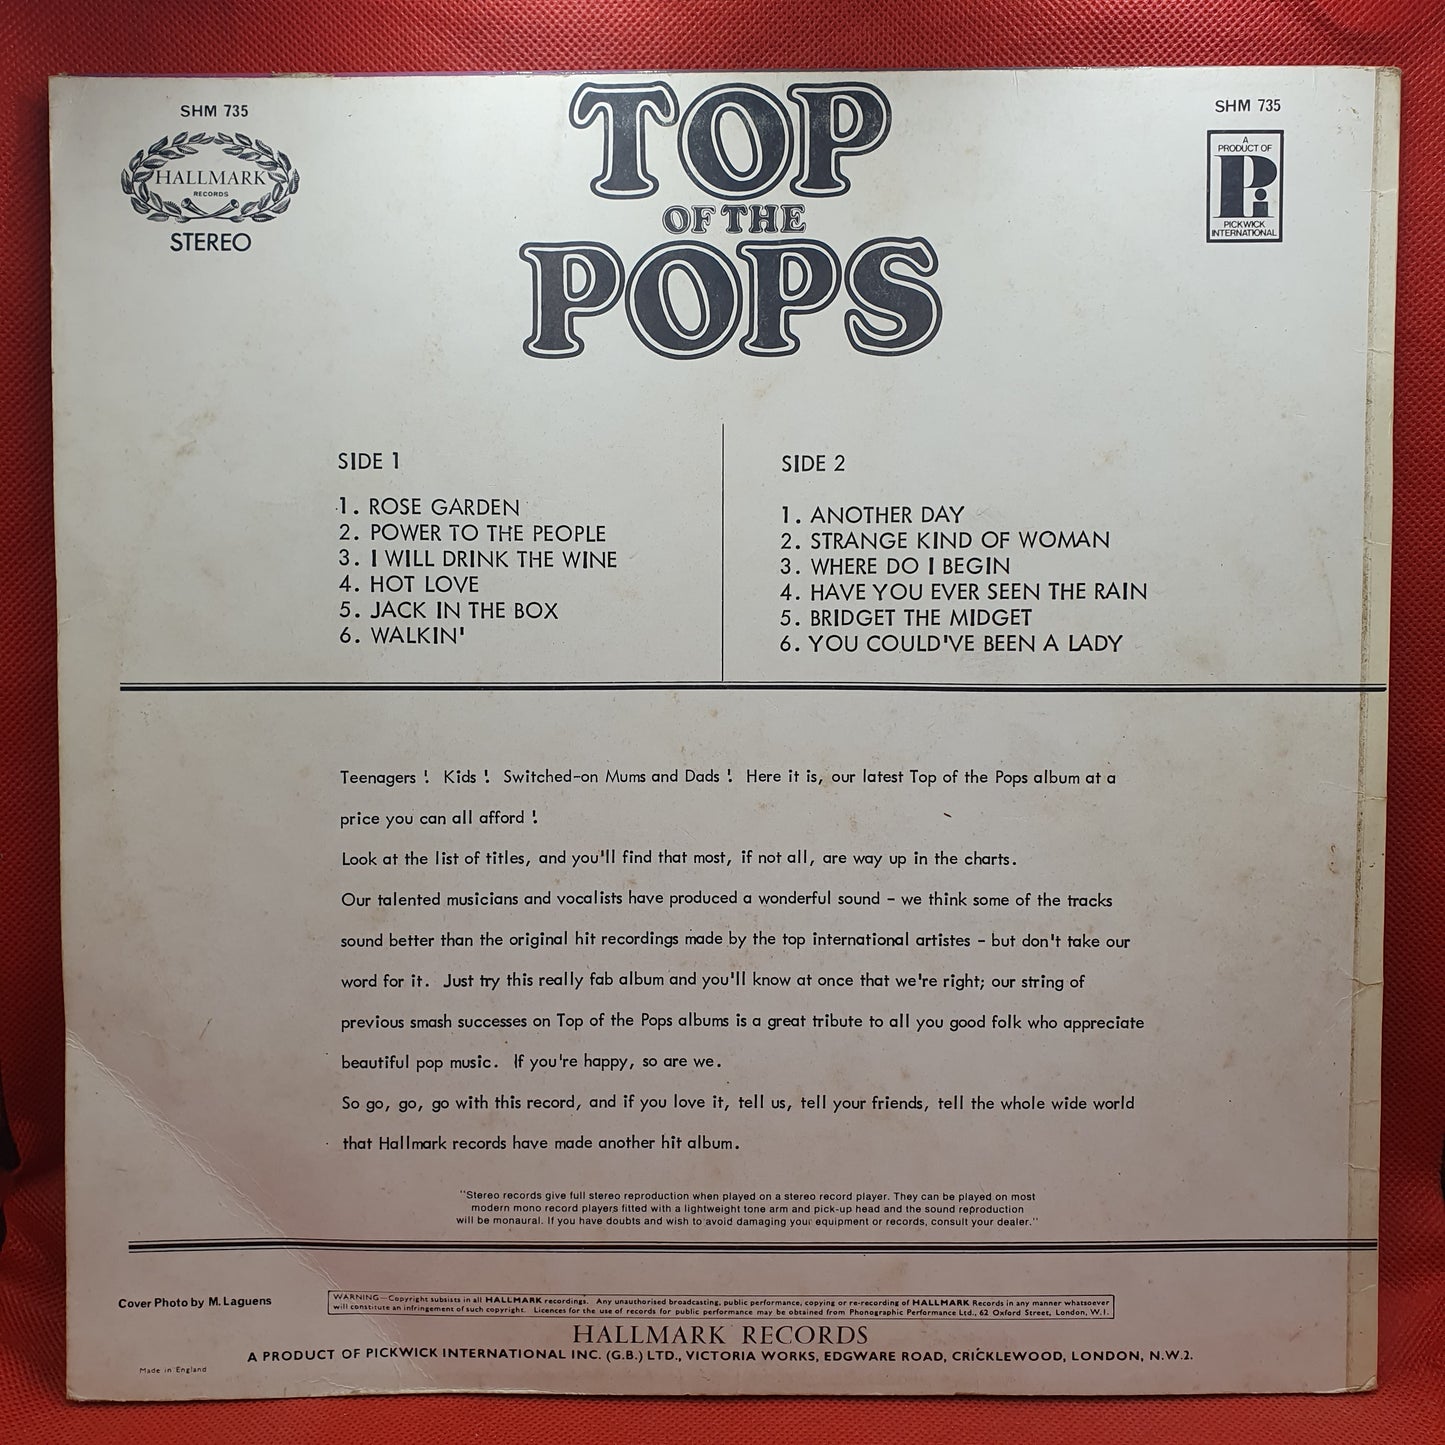 SHM 735
HALLMARK
RECORDS
STEREO
TOP
OF THE
POPS
SHM 735
A
PRODUCT OF
Pi
PICKWICK
INTERNATIONAL
SIDE 1
1. ROSE GARDEN
2. POWER TO THE PEOPLE
3. I WILL DRINK THE WINE
4. HOT LOVE
5. JACK IN THE BOX
6. WALKIN'
SIDE 2
1. ANOTHER DAY
2. STRANGE KIND OF WOMAN
3. WHERE DO I BEGIN
4. HAVE YOU EVER SEEN THE RAIN
5. BRIDGET THE MIDGET
6. YOU COULD'VE BEEN A LADY
Teenagers ! Kids ! Switched-on Mums and Dads ! Here it is, our latest Top of the Pops album at a
price you can all afford !
Look at the list of titles, and you'll find that most, if not all, are way up in the charts.
Our talented musicians and vocalists have produced a wonderful sound - we think some of the tracks
sound better than the original hit recordings made by the top international artistes - but don't take our
word for it. Just try this really fab album and you'll know at once that we're right; our string of
previous smash successes on Top of the Pops albums is a great tribute to all you good folk who appreciate
beautiful pop music. If you're happy, so are we.
So go, go, go with this record, and if you love it, tell us, tell your friends, tell the whole wide world
that Hallmark records have made another hit album.
"Stereo records give full stereo reproduction when played on a stereo record player. They can be played on most
modern mono record players fitted with a lightweight tone arm and pick-up head and the sound reproduction
will be monaural. If you have doubts and wish to avoid damaging your equipment or records, consult your dealer."
Cover Photo by M. Laguens
WARNING—Copyright subsists in all HALLMARK recordings. Any unauthorised broadcasting, public performance, copying or re-recording of HALLMARK Records in any manner whatsoever
will constitute an infringement of such copyright. Licences for the use of records for public performance may be obtained from Phonographic Performance Ltd., 62 Oxford Street, London, W.1.
HALLMARK RECORDS
A PRODUCT OF PICKWICK INTERNATIONAL INC. (G.B.) LTD., VICTORIA WORKS, EDGWARE ROAD, CRICKLEWOOD, LONDON, N.W.2.
Made in England